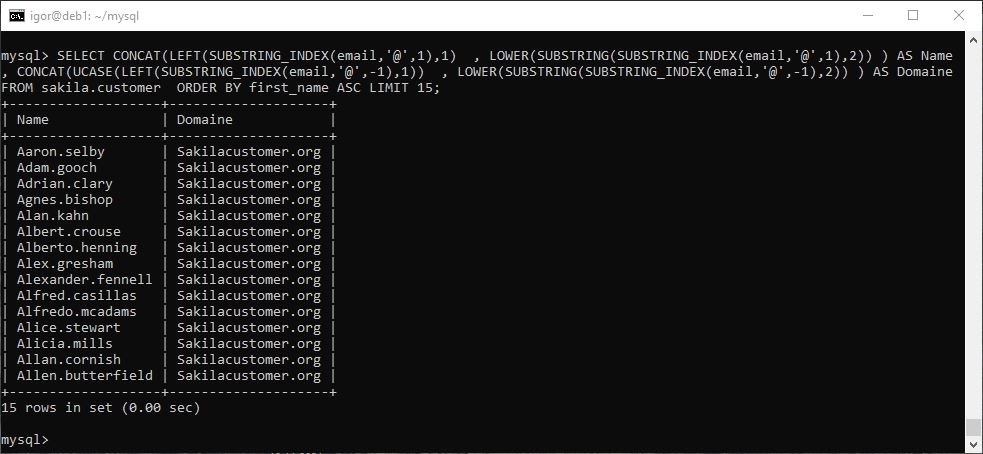 igor@deb1: ~/mysql
mysql> SELECT CONCAT(LEFT(SUBSTRING_INDEX(email,'@',1),1)  , LOWER(SUBSTRING(SUBSTRING_INDEX(email,'@',1),2)) ) AS Name
, CONCAT(UCASE(LEFT(SUBSTRING_INDEX(email,'@',-1),1))  , LOWER(SUBSTRING(SUBSTRING_INDEX(email,'@',-1),2)) ) AS Domaine
FROM sakila.customer  ORDER BY first_name ASC LIMIT 15;
+-------------------+--------------------+
| Name              | Domaine            |
+-------------------+--------------------+
| Aaron.selby       | Sakilacustomer.org |
| Adam.gooch        | Sakilacustomer.org |
| Adrian.clary      | Sakilacustomer.org |
| Agnes.bishop      | Sakilacustomer.org |
| Alan.kahn         | Sakilacustomer.org |
| Albert.crouse     | Sakilacustomer.org |
| Alberto.henning   | Sakilacustomer.org |
| Alex.gresham      | Sakilacustomer.org |
| Alexander.fennell | Sakilacustomer.org |
| Alfred.casillas   | Sakilacustomer.org |
| Alfredo.mcadams   | Sakilacustomer.org |
| Alice.stewart     | Sakilacustomer.org |
| Alicia.mills      | Sakilacustomer.org |
| Allan.cornish     | Sakilacustomer.org |
| Allen.butterfield | Sakilacustomer.org |
+-------------------+--------------------+
15 rows in set (0.00 sec)
mysql>